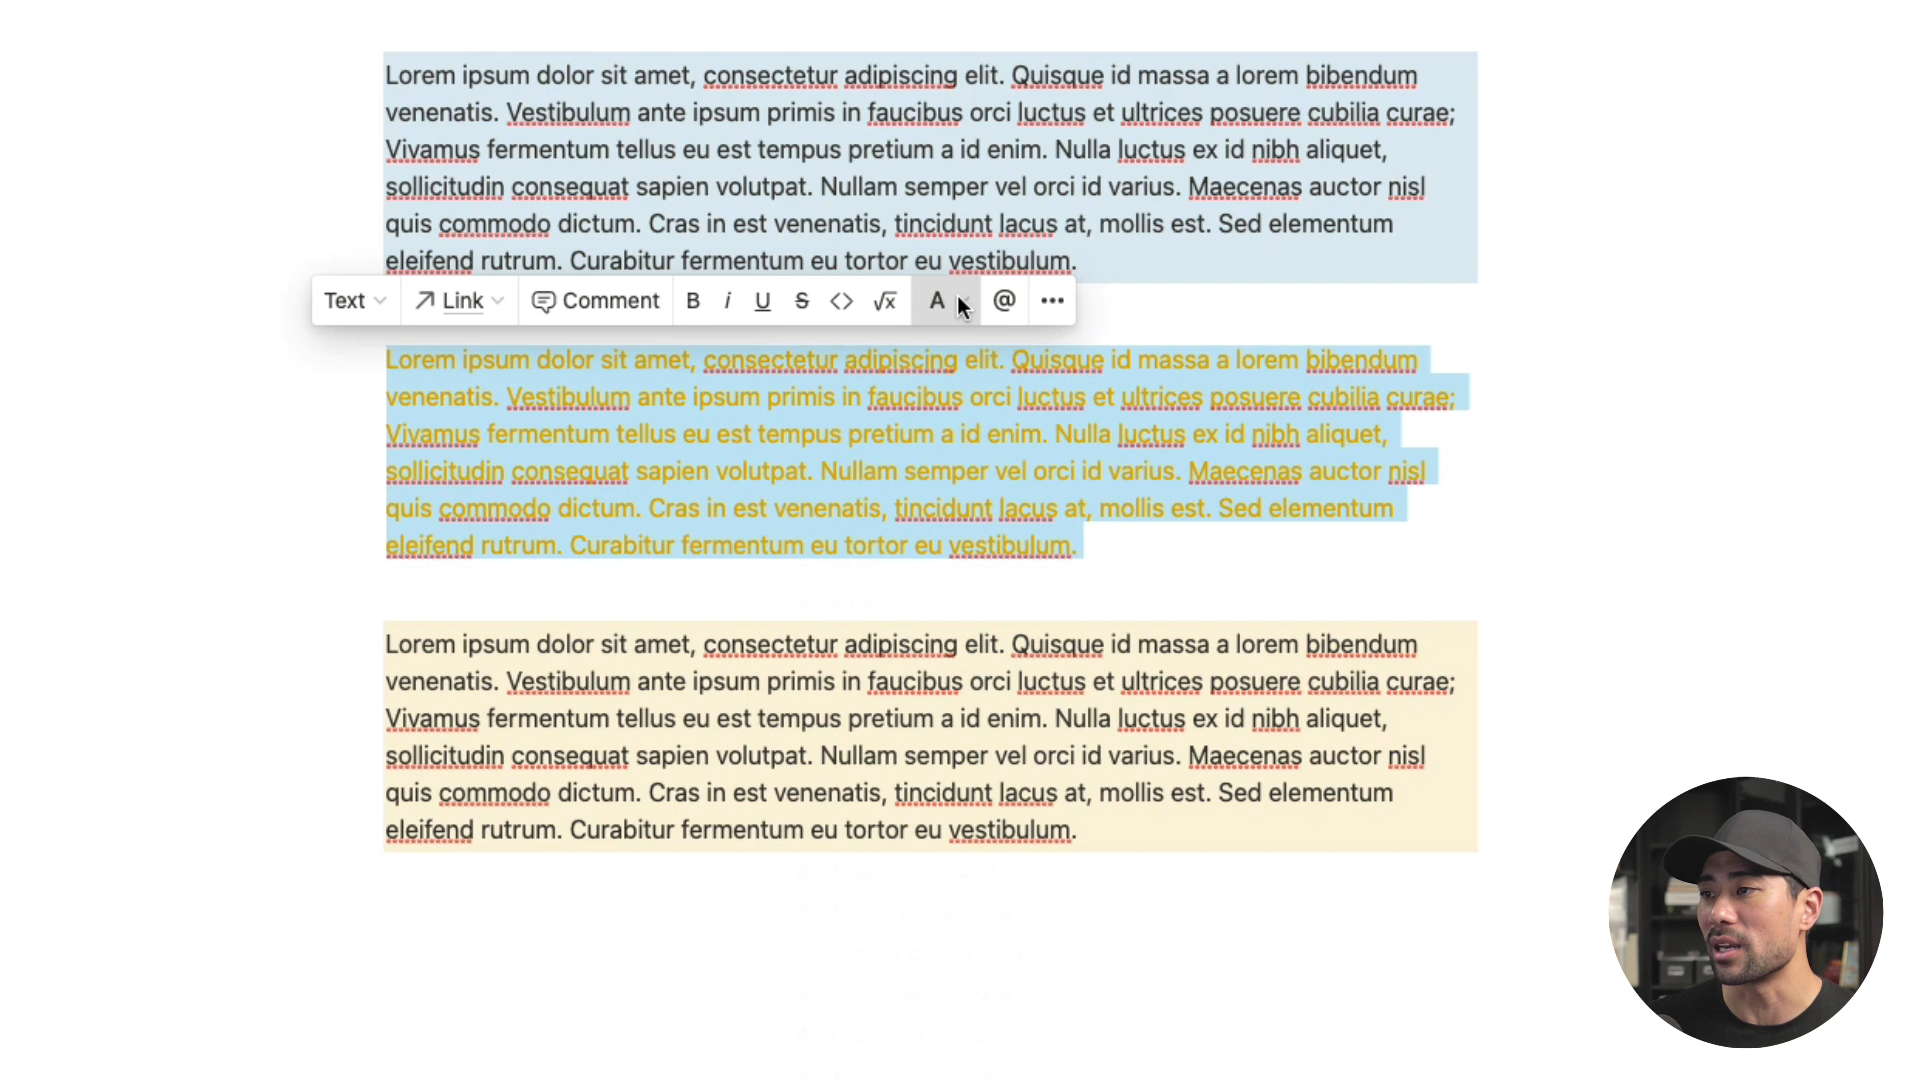 Lorem ipsum dolor sit amet, consectetur adipiscing elit. Quisque id massa a lorem bibendum
venenatis. Vestibulum ante ipsum primis in faucibus orci luctus et ultrices posuere cubilia curae;
Vivamus fermentum tellus eu est tempus pretium a id enim. Nulla luctus ex id nibh aliquet,
sollicitudin consequat sapien volutpat. Nullam semper vel orci id varius. Maecenas auctor nisl
quis commodo dictum. Cras in est venenatis, tincidunt lacus at, mollis est. Sed elementum
eleifend rutrum. Curabitur fermentum eu tortor eu vestibulum.
Text Link Comment B i U S <> √x A @ •••
Lorem ipsum dolor sit amet, consectetur adipiscing elit. Quisque id massa a lorem bibendum
venenatis. Vestibulum ante ipsum primis in faucibus orci luctus et ultrices posuere cubilia curae;
Vivamus fermentum tellus eu est tempus pretium a id enim. Nulla luctus ex id nibh aliquet,
sollicitudin consequat sapien volutpat. Nullam semper vel orci id varius. Maecenas auctor nisl
quis commodo dictum. Cras in est venenatis, tincidunt lacus at, mollis est. Sed elementum
eleifend rutrum. Curabitur fermentum eu tortor eu vestibulum.
Lorem ipsum dolor sit amet, consectetur adipiscing elit. Quisque id massa a lorem bibendum
venenatis. Vestibulum ante ipsum primis in faucibus orci luctus et ultrices posuere cubilia curae;
Vivamus fermentum tellus eu est tempus pretium a id enim. Nulla luctus ex id nibh aliquet,
sollicitudin consequat sapien volutpat. Nullam semper vel orci id varius. Maecenas auctor nisl
quis commodo dictum. Cras in est venenatis, tincidunt lacus at, mollis est. Sed elementum
eleifend rutrum. Curabitur fermentum eu tortor eu vestibulum.